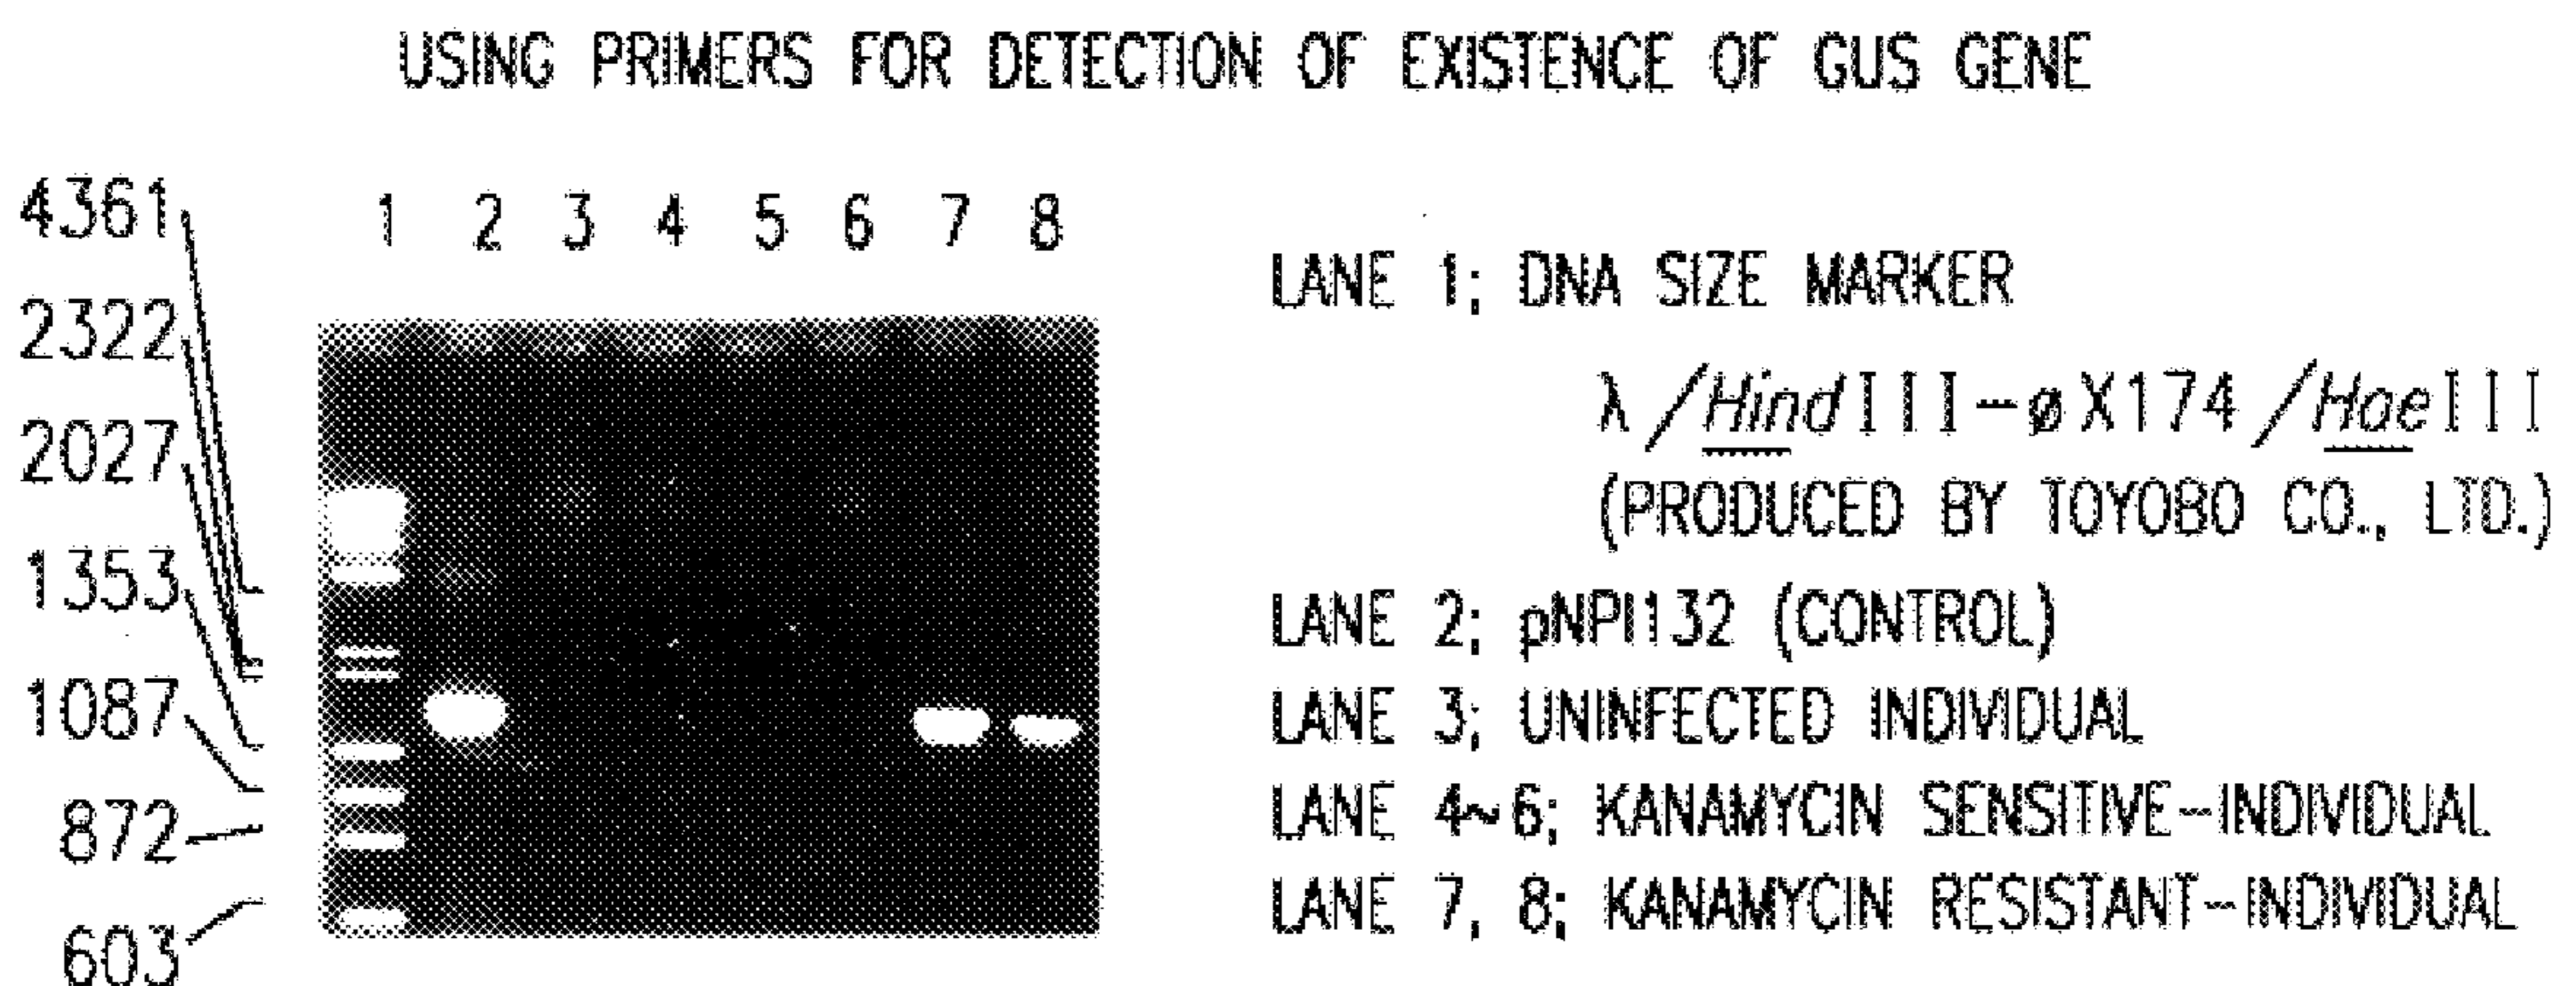 USING PRIMERS FOR DETECTION OF EXISTENCE OF GUS GENE
4361
2322
2027
1353
1087
872
603
1 2 3 4 5 6 7 8
LANE 1; DNA SIZE MARKER
λ/HindIII-øX174/HaeIII
(PRODUCED BY TOYOBO CO., LTD.)
LANE 2; pNPI132 (CONTROL)
LANE 3; UNINFECTED INDIVIDUAL
LANE 4~6; KANAMYCIN SENSITIVE-INDIVIDUAL
LANE 7, 8; KANAMYCIN RESISTANT-INDIVIDUAL